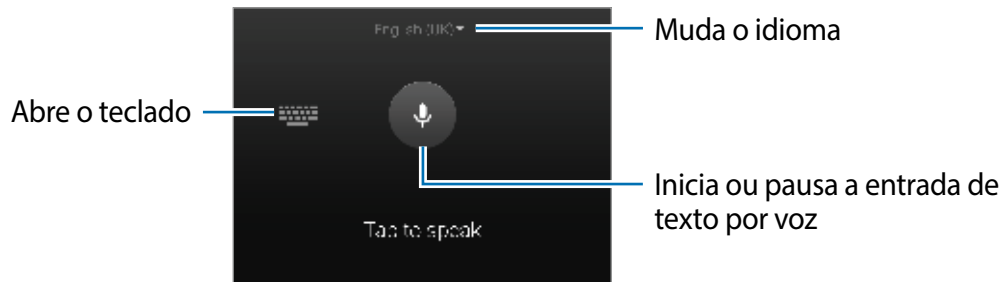 English (UK)
Muda o idioma
Abre o teclado
Inicia ou pausa a entrada de
texto por voz
Tap to speak